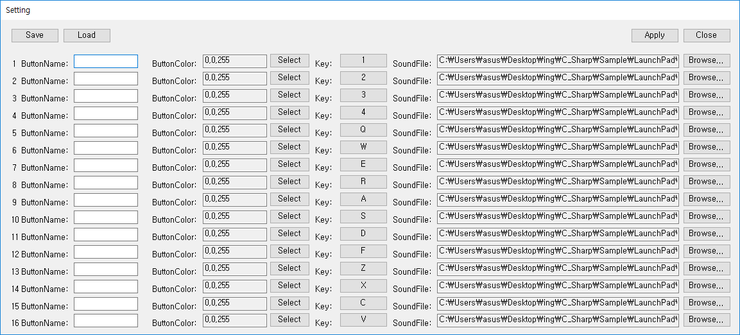 Setting
Save Load Apply Close
1 ButtonName: ButtonColor: 0,0,255 Select Key: 1 SoundFile: C:₩Users₩asus₩Desktop₩ing₩C_Sharp₩Sample₩LaunchPad₩ Browse,,,
2 ButtonName: ButtonColor: 0,0,255 Select Key: 2 SoundFile: C:₩Users₩asus₩Desktop₩ing₩C_Sharp₩Sample₩LaunchPad₩ Browse,,,
3 ButtonName: ButtonColor: 0,0,255 Select Key: 3 SoundFile: C:₩Users₩asus₩Desktop₩ing₩C_Sharp₩Sample₩LaunchPad₩ Browse,,,
4 ButtonName: ButtonColor: 0,0,255 Select Key: 4 SoundFile: C:₩Users₩asus₩Desktop₩ing₩C_Sharp₩Sample₩LaunchPad₩ Browse,,,
5 ButtonName: ButtonColor: 0,0,255 Select Key: Q SoundFile: C:₩Users₩asus₩Desktop₩ing₩C_Sharp₩Sample₩LaunchPad₩ Browse,,,
6 ButtonName: ButtonColor: 0,0,255 Select Key: W SoundFile: C:₩Users₩asus₩Desktop₩ing₩C_Sharp₩Sample₩LaunchPad₩ Browse,,,
7 ButtonName: ButtonColor: 0,0,255 Select Key: E SoundFile: C:₩Users₩asus₩Desktop₩ing₩C_Sharp₩Sample₩LaunchPad₩ Browse,,,
8 ButtonName: ButtonColor: 0,0,255 Select Key: R SoundFile: C:₩Users₩asus₩Desktop₩ing₩C_Sharp₩Sample₩LaunchPad₩ Browse,,,
9 ButtonName: ButtonColor: 0,0,255 Select Key: A SoundFile: C:₩Users₩asus₩Desktop₩ing₩C_Sharp₩Sample₩LaunchPad₩ Browse,,,
10 ButtonName: ButtonColor: 0,0,255 Select Key: S SoundFile: C:₩Users₩asus₩Desktop₩ing₩C_Sharp₩Sample₩LaunchPad₩ Browse,,,
11 ButtonName: ButtonColor: 0,0,255 Select Key: D SoundFile: C:₩Users₩asus₩Desktop₩ing₩C_Sharp₩Sample₩LaunchPad₩ Browse,,,
12 ButtonName: ButtonColor: 0,0,255 Select Key: F SoundFile: C:₩Users₩asus₩Desktop₩ing₩C_Sharp₩Sample₩LaunchPad₩ Browse,,,
13 ButtonName: ButtonColor: 0,0,255 Select Key: Z SoundFile: C:₩Users₩asus₩Desktop₩ing₩C_Sharp₩Sample₩LaunchPad₩ Browse,,,
14 ButtonName: ButtonColor: 0,0,255 Select Key: X SoundFile: C:₩Users₩asus₩Desktop₩ing₩C_Sharp₩Sample₩LaunchPad₩ Browse,,,
15 ButtonName: ButtonColor: 0,0,255 Select Key: C SoundFile: C:₩Users₩asus₩Desktop₩ing₩C_Sharp₩Sample₩LaunchPad₩ Browse,,,
16 ButtonName: ButtonColor: 0,0,255 Select Key: V SoundFile: C:₩Users₩asus₩Desktop₩ing₩C_Sharp₩Sample₩LaunchPad₩ Browse,,,